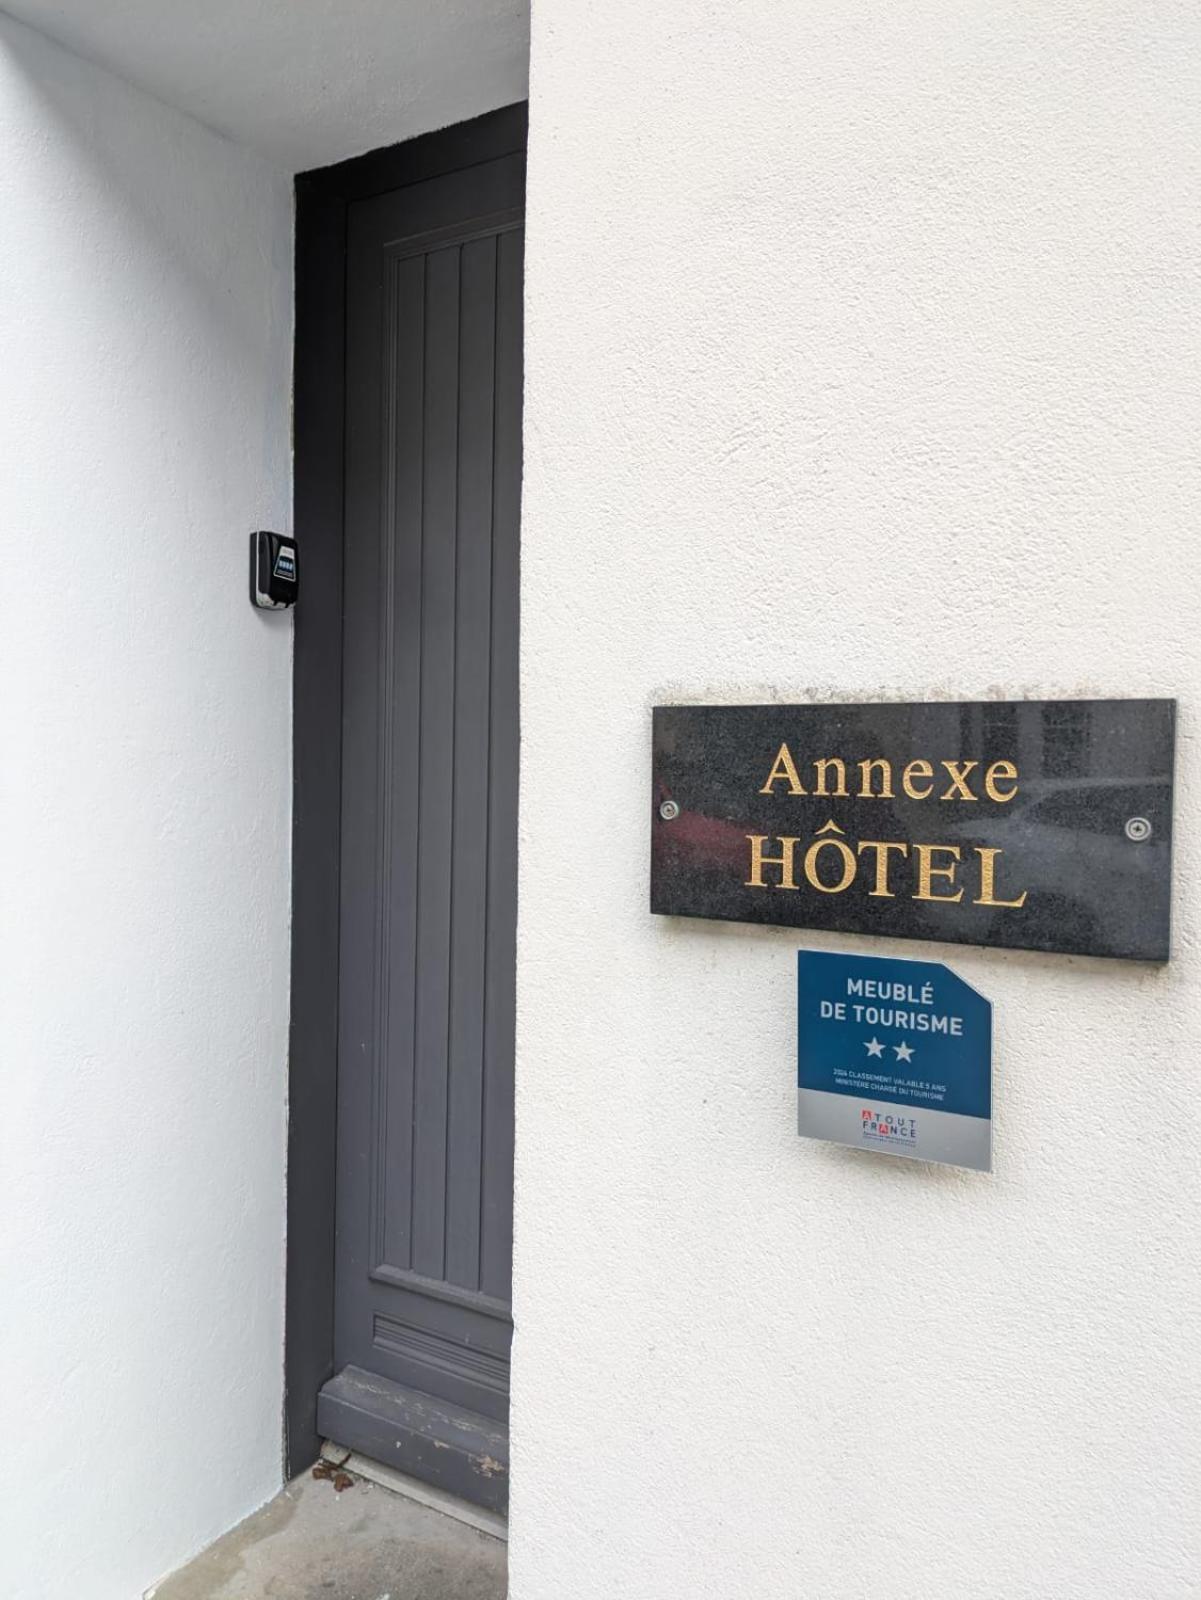 Annexe
HÔTEL
MEUBLÉ
DE TOURISME
2024 CLASSEMENT VALABLE 5 ANS
MINISTÈRE CHARGÉ DU TOURISME
ATOUT
FRANCE